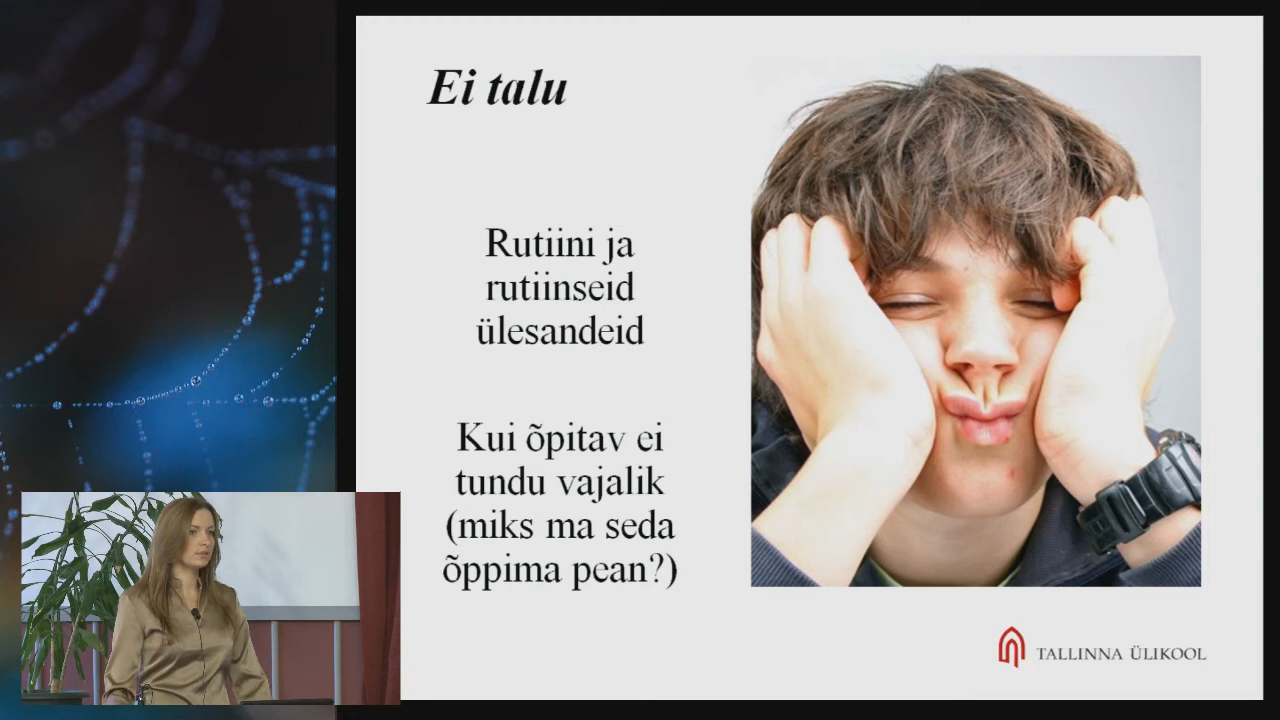 Ei talu
Rutiini ja
rutiinseid
ülesandeid
Kui õpitav ei
tundu vajalik
(miks ma seda
õppima pean?)
TALLINNA ÜLIKOOL